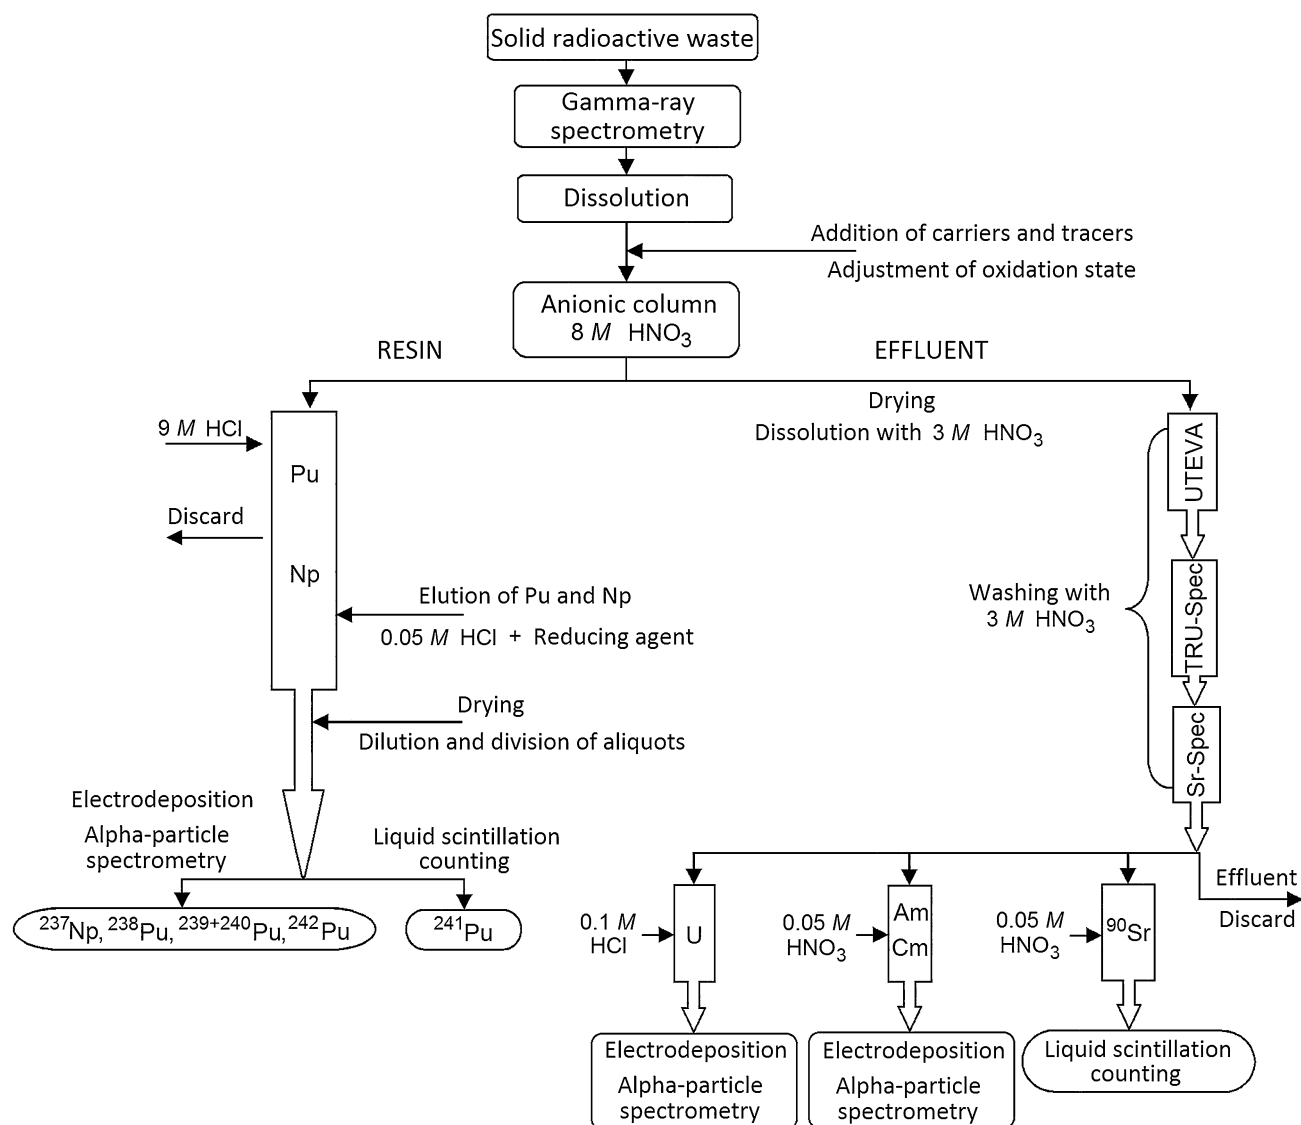 Solid radioactive waste
Gamma-ray
spectrometry
Dissolution
Addition of carriers and tracers
Adjustment of oxidation state
Anionic column
8 M HNO₃
RESIN
EFFLUENT
9 M HCl
Pu
Discard
Np
Elution of Pu and Np
0.05 M HCl + Reducing agent
Drying
Dilution and division of aliquots
Electrodeposition
Alpha-particle
spectrometry
Liquid scintillation
counting
²³⁷Np, ²³⁸Pu, ²³⁹⁺²⁴⁰Pu, ²⁴²Pu
²⁴¹Pu
Drying
Dissolution with 3 M HNO₃
UTEVA
TRU-Spec
Sr-Spec
Washing with
3 M HNO₃
Effluent
Discard
0.1 M
HCl
U
0.05 M
HNO₃
Am
Cm
0.05 M
HNO₃
⁹⁰Sr
Electrodeposition
Alpha-particle
spectrometry
Electrodeposition
Alpha-particle
spectrometry
Liquid scintillation
counting